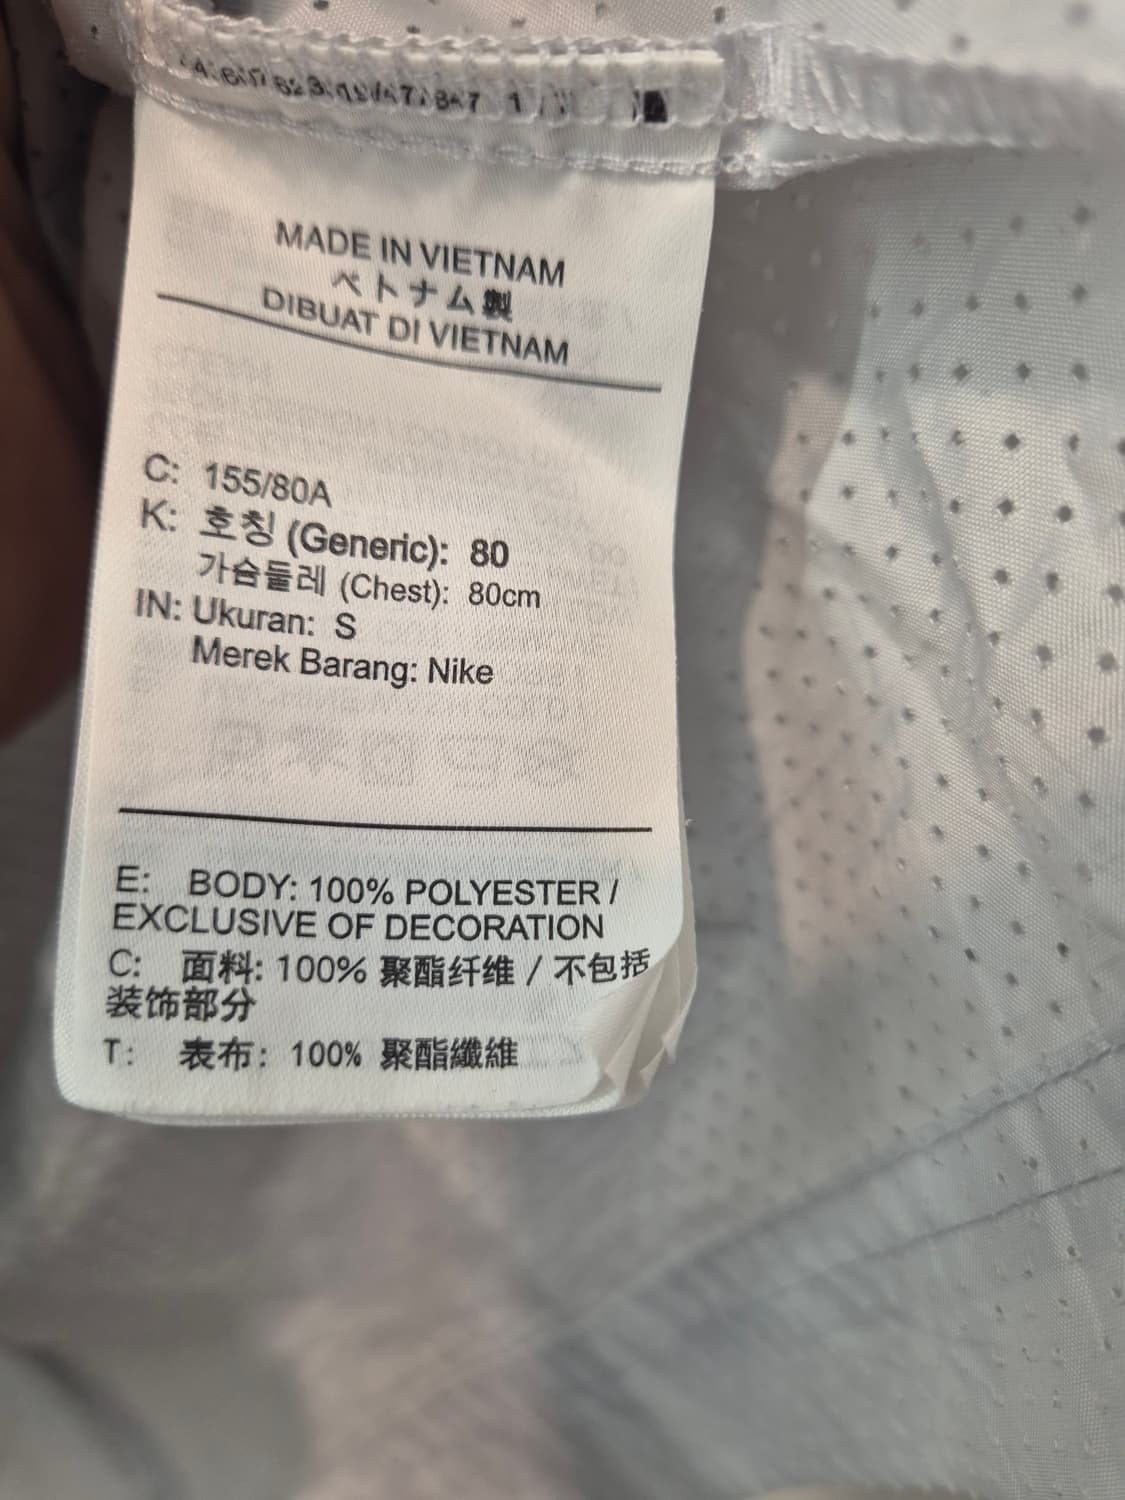 MADE IN VIETNAM
ベトナム製
DIBUAT DI VIETNAM
C: 155/80A
K: 호칭 (Generic): 80
가슴둘레 (Chest): 80cm
IN: Ukuran: S
Merek Barang: Nike
E: BODY: 100% POLYESTER /
EXCLUSIVE OF DECORATION
C: 面料: 100% 聚酯纤维 / 不包括
装饰部分
T: 表布: 100% 聚酯纖維